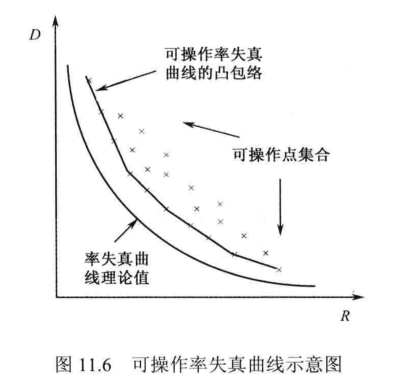 D
可操作率失真
曲线的凸包络
可操作点集合
率失真曲
线理论值
R
图 11.6 可操作率失真曲线示意图